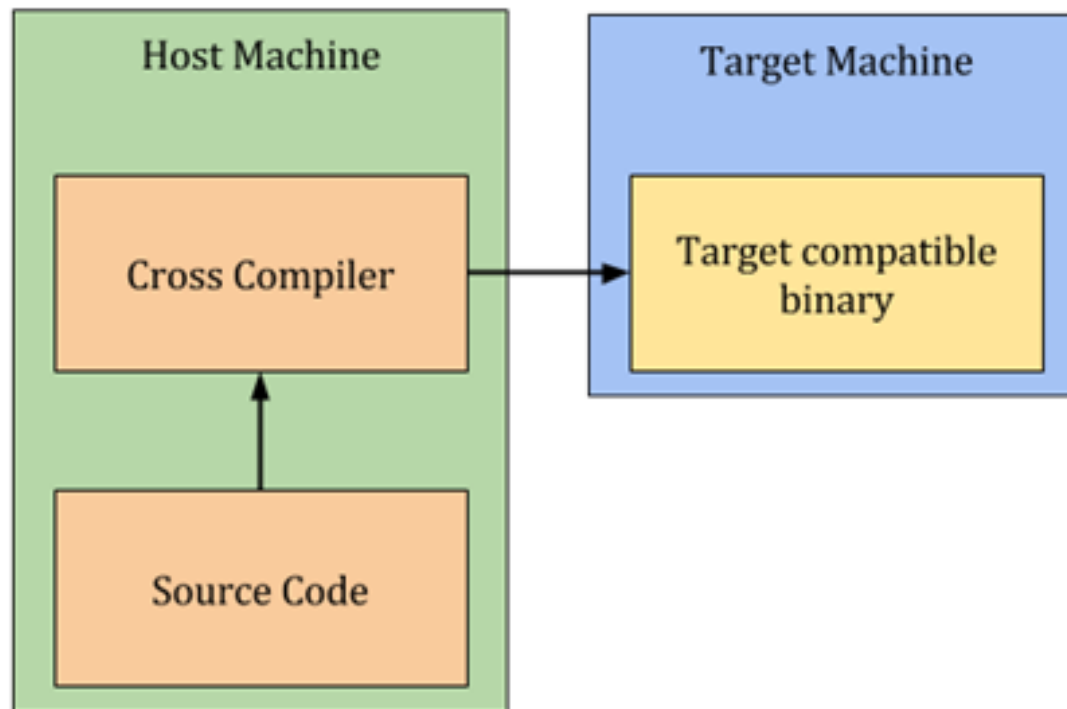 Host Machine
Target Machine
Cross Compiler
Target compatible
binary
Source Code